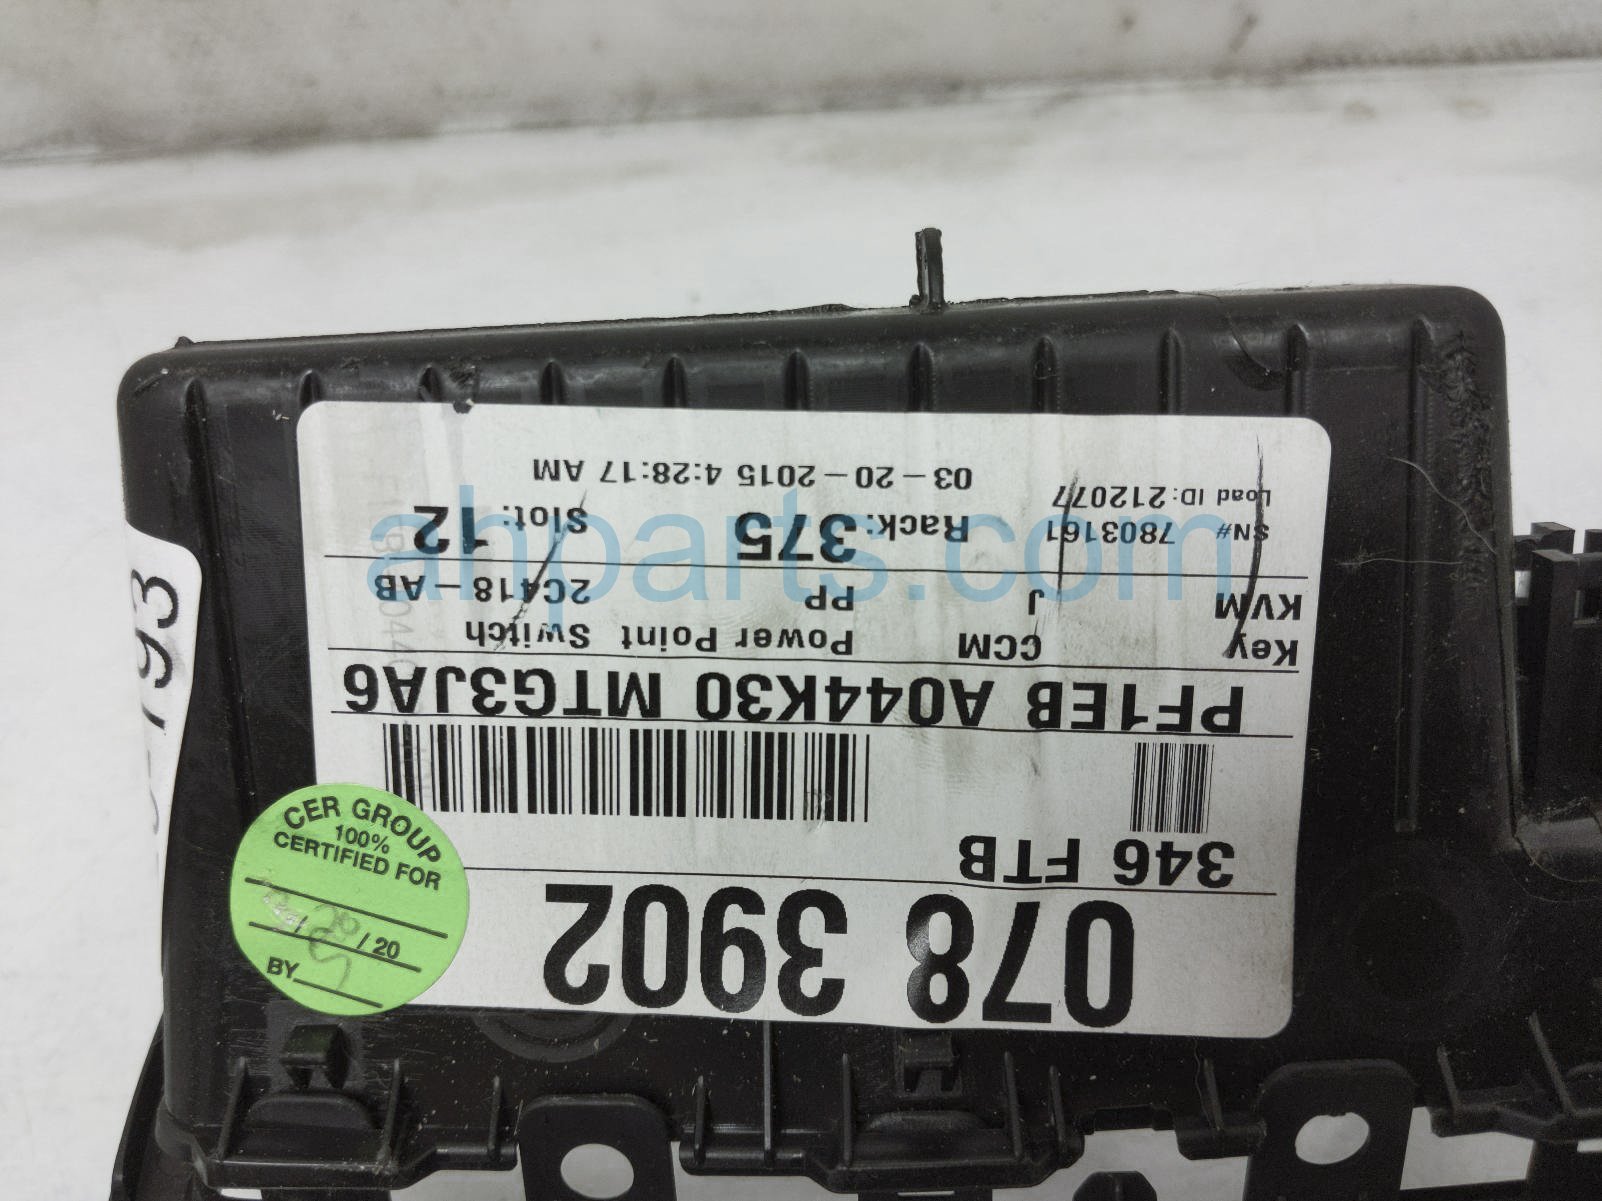 078 3902
346 FTB
PF1EB A044K30 MTG3JA6
Key CCM Power Point Switch
KVM J PP 2C418-AB
SN# 7803161 Rack: 375 Slot: 12
Load ID: 212077 03-20-2015 4:28:17 AM
CER GROUP
100%
CERTIFIED FOR
/ /20
BY
193
ahparts.com